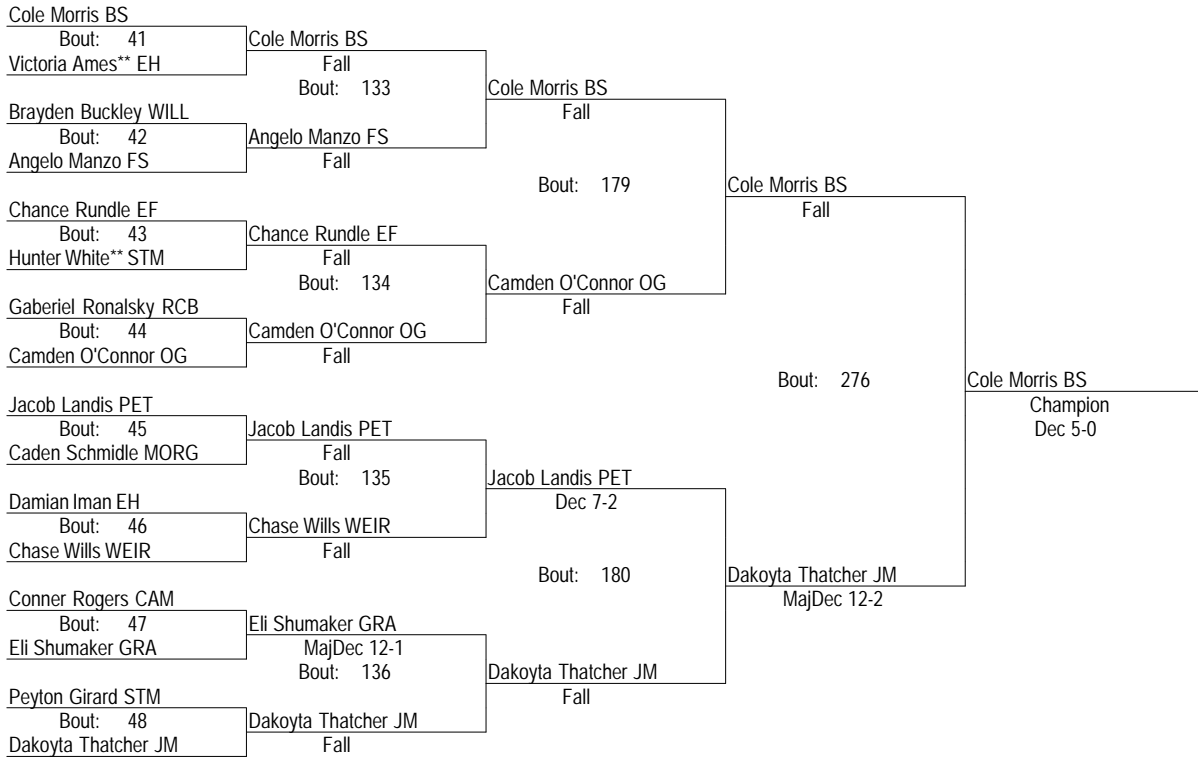 Cole Morris BS
Bout: 41
Victoria Ames** EH
Brayden Buckley WILL
Bout: 42
Angelo Manzo FS
Chance Rundle EF
Bout: 43
Hunter White** STM
Gaberiel Ronalsky RCB
Bout: 44
Camden O'Connor OG
Jacob Landis PET
Bout: 45
Caden Schmidle MORG
Damian Iman EH
Bout: 46
Chase Wills WEIR
Conner Rogers CAM
Bout: 47
Eli Shumaker GRA
Peyton Girard STM
Bout: 48
Dakoyta Thatcher JM
Cole Morris BS
Fall
Bout: 133
Angelo Manzo FS
Fall
Chance Rundle EF
Fall
Bout: 134
Camden O'Connor OG
Fall
Jacob Landis PET
Fall
Bout: 135
Chase Wills WEIR
Fall
Eli Shumaker GRA
MajDec 12-1
Bout: 136
Dakoyta Thatcher JM
Fall
Cole Morris BS
Fall
Bout: 179
Camden O'Connor OG
Fall
Jacob Landis PET
Dec 7-2
Bout: 180
Dakoyta Thatcher JM
Fall
Cole Morris BS
Fall
Bout: 276
Dakoyta Thatcher JM
MajDec 12-2
Cole Morris BS
Champion
Dec 5-0